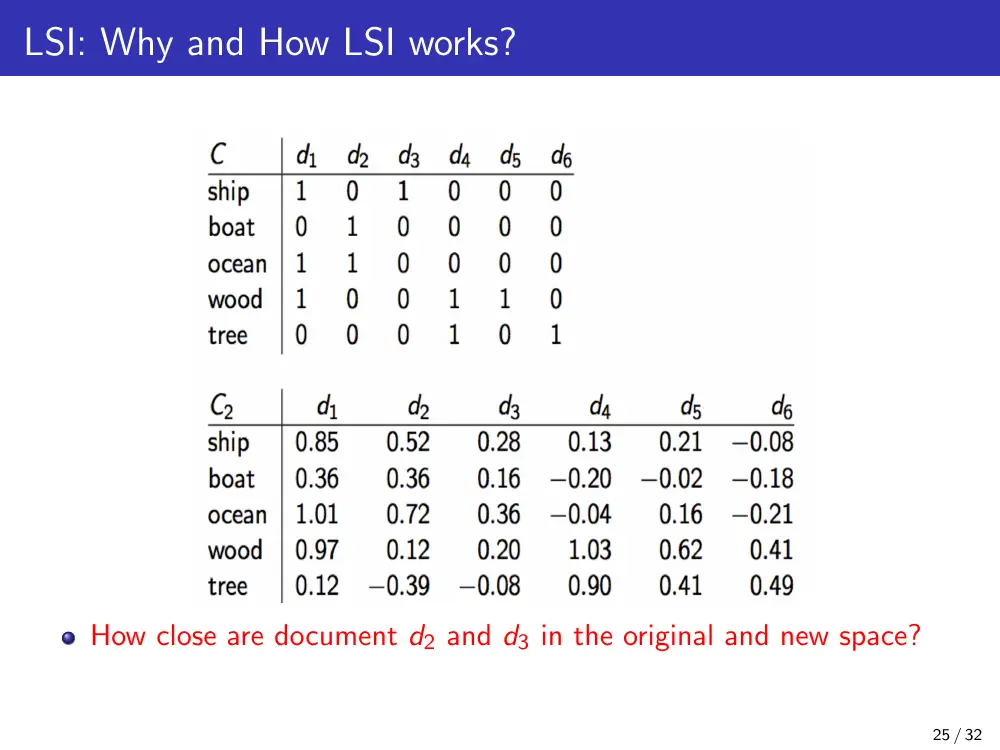 LSI: Why and How LSI works?
C d1 d2 d3 d4 d5 d6
ship 1 0 1 0 0 0
boat 0 1 0 0 0 0
ocean 1 1 0 0 0 0
wood 1 0 0 1 1 0
tree 0 0 0 1 0 1
C2 d1 d2 d3 d4 d5 d6
ship 0.85 0.52 0.28 0.13 0.21 −0.08
boat 0.36 0.36 0.16 −0.20 −0.02 −0.18
ocean 1.01 0.72 0.36 −0.04 0.16 −0.21
wood 0.97 0.12 0.20 1.03 0.62 0.41
tree 0.12 −0.39 −0.08 0.90 0.41 0.49
How close are document d2 and d3 in the original and new space?
25 / 32